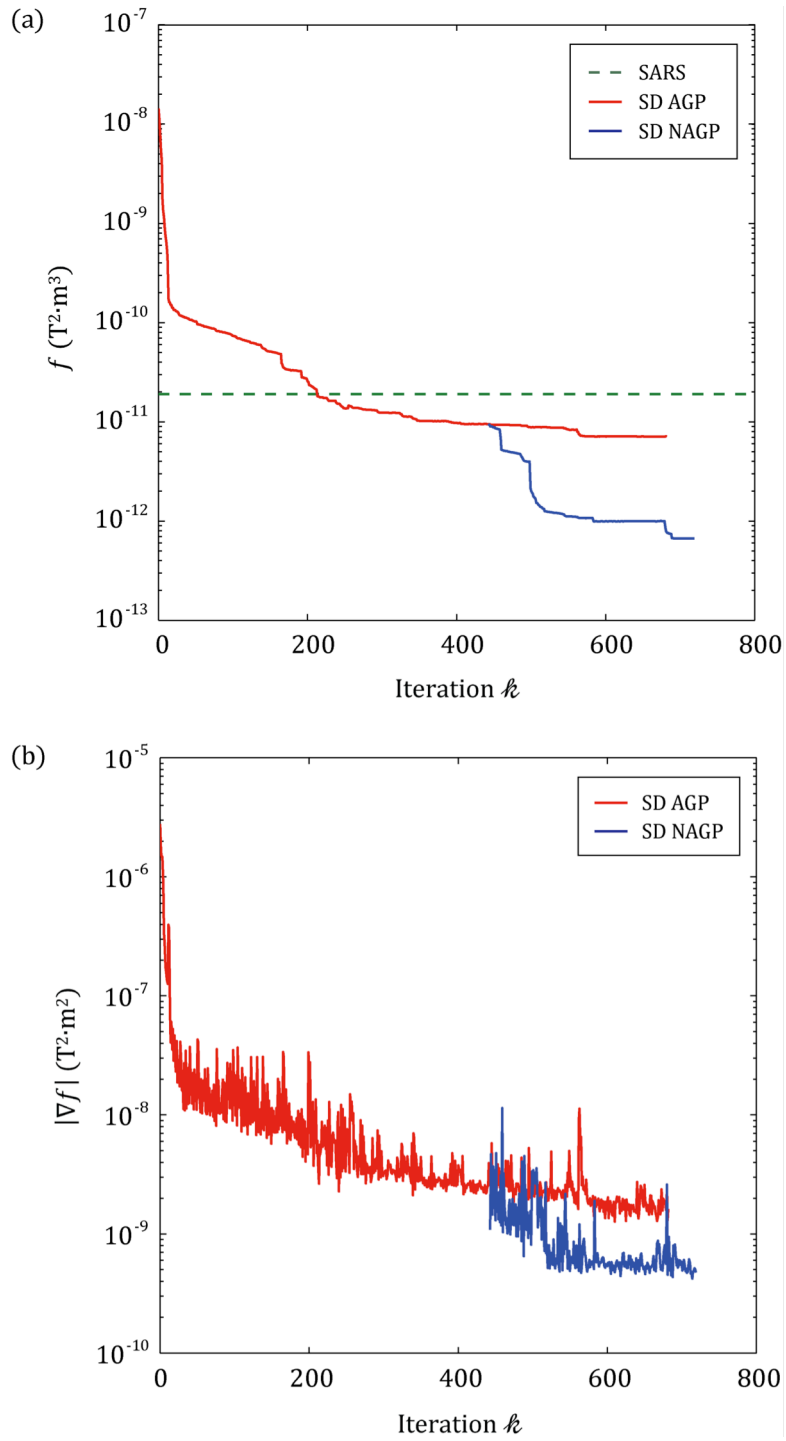 (a)
10⁻⁷
10⁻⁸
10⁻⁹
10⁻¹⁰
10⁻¹¹
10⁻¹²
10⁻¹³
f (T²·m³)
SARS
SD AGP
SD NAGP
0 200 400 600 800
Iteration 𝓀
(b)
10⁻⁵
10⁻⁶
10⁻⁷
10⁻⁸
10⁻⁹
10⁻¹⁰
|∇f| (T²·m²)
SD AGP
SD NAGP
0 200 400 600 800
Iteration 𝓀